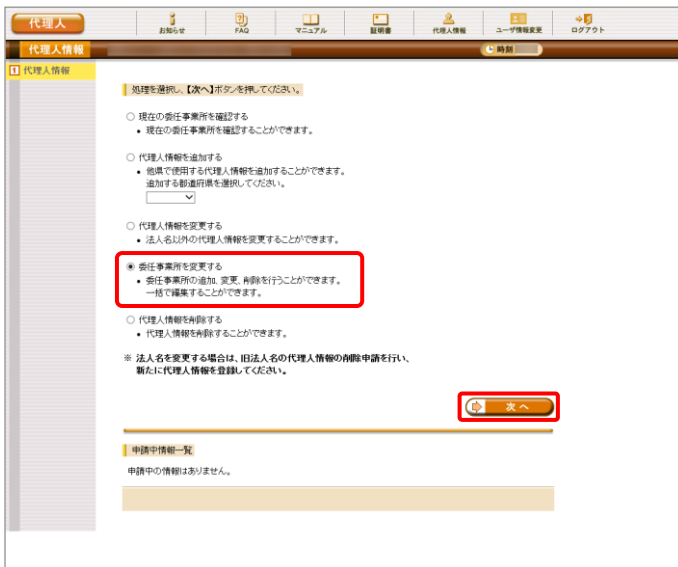 代理人
お知らせ
FAQ
マニュアル
証明書
代理人情報
ユーザ情報変更
ログアウト
代理人情報
時刻
1 代理人情報
処理を選択し、【次へ】ボタンを押してください。
○ 現在の委任事業所を確認する
• 現在の委任事業所を確認することができます。
○ 代理人情報を追加する
• 他県で使用する代理人情報を追加することができます。
追加する都道府県を選択してください。
○ 代理人情報を変更する
• 法人名以外の代理人情報を変更することができます。
◉ 委任事業所を変更する
• 委任事業所の追加、変更、削除を行うことができます。
一括で編集することができます。
○ 代理人情報を削除する
• 代理人情報を削除することができます。
※ 法人名を変更する場合は、旧法人名の代理人情報の削除申請を行い、
新たに代理人情報を登録してください。
次へ
申請中情報一覧
申請中の情報はありません。